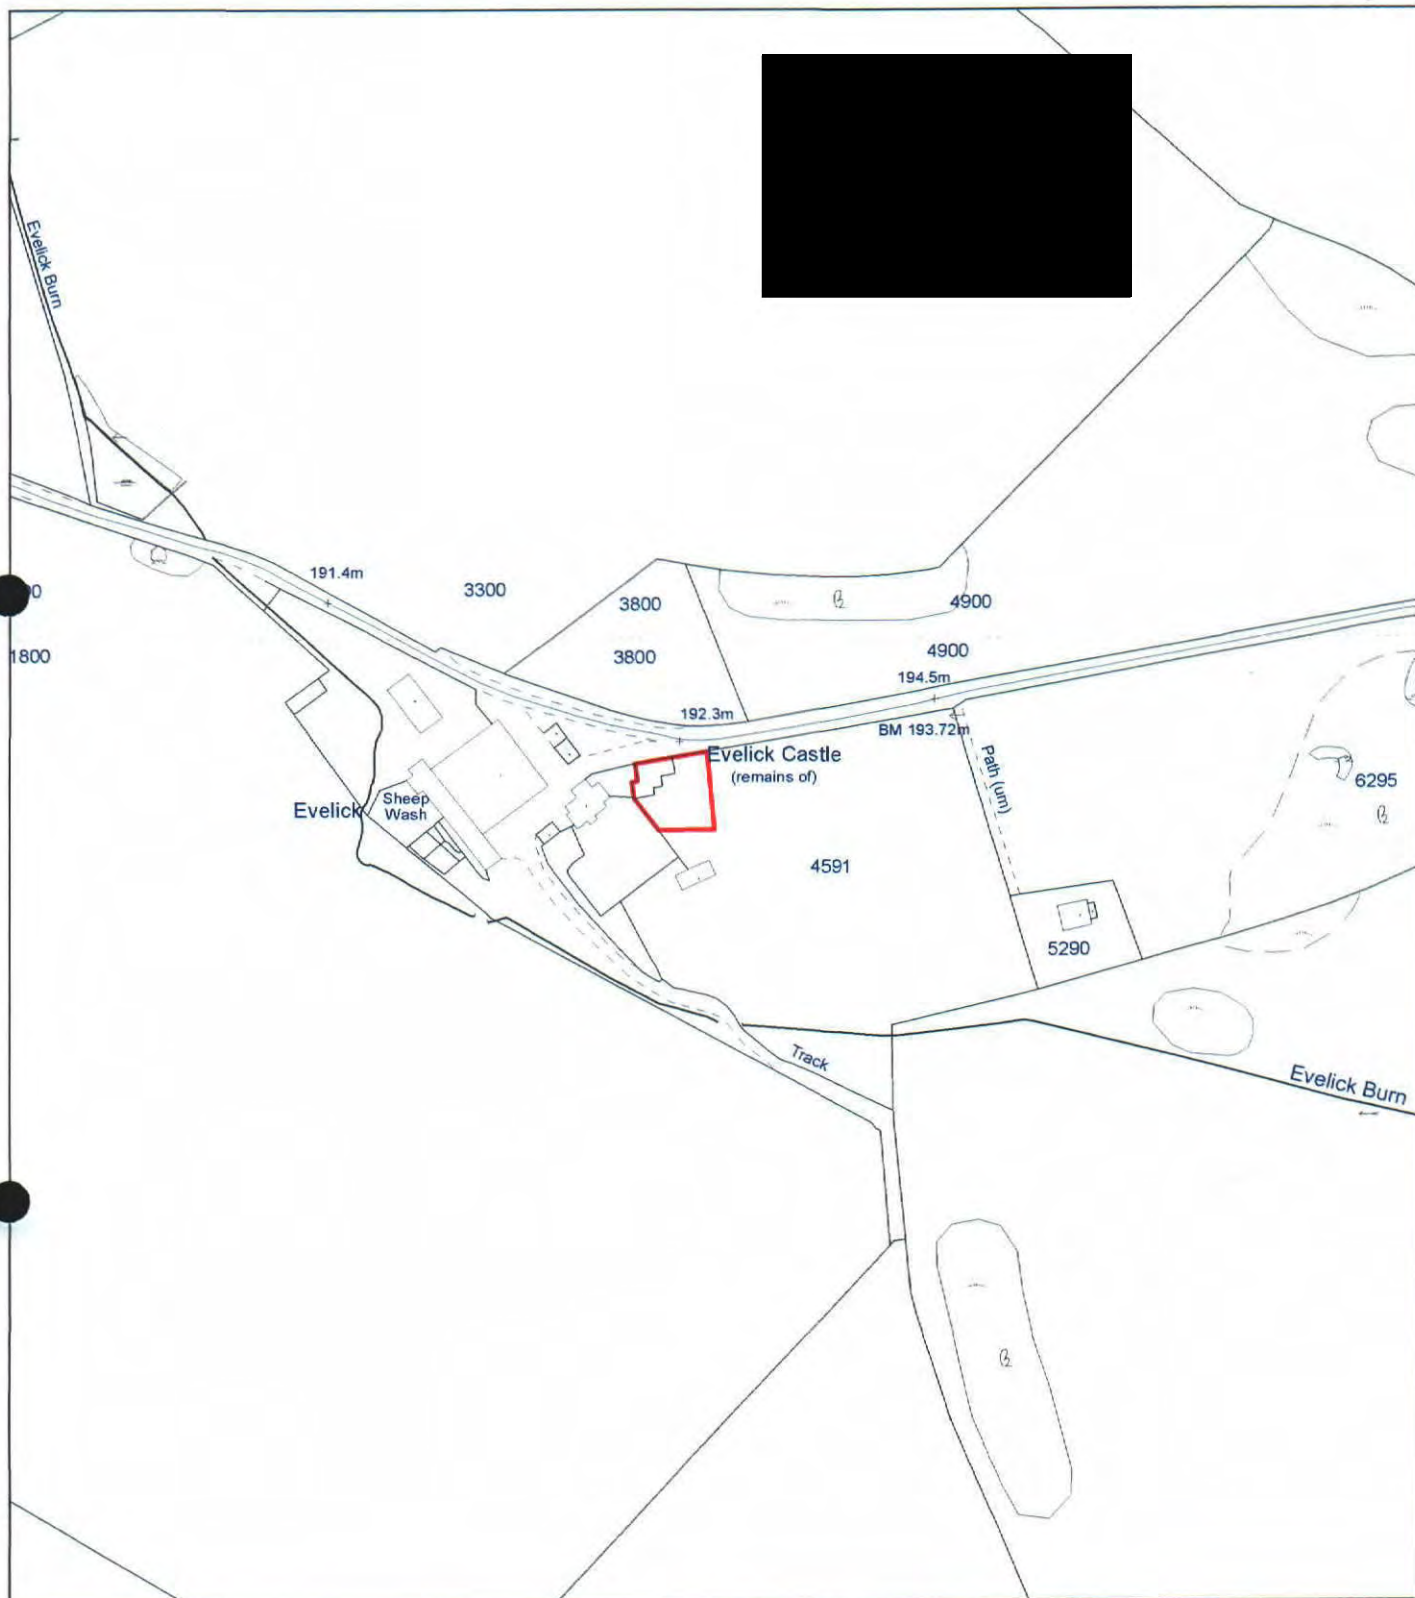 Evelick Burn
191.4m
3300
3800
4900
00
1800
3800
4900
194.5m
192.3m
BM 193.72m
Evelick Castle
(remains of)
Path (um)
6295
Evelick
Sheep
Wash
4591
5290
Track
Evelick Burn